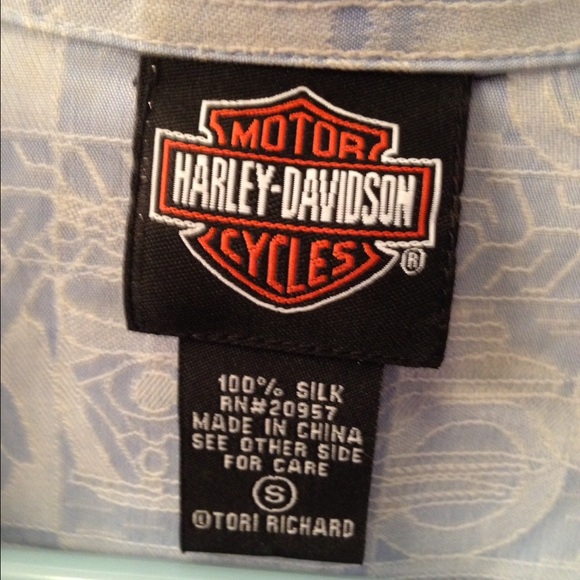 MOTOR
HARLEY-DAVIDSON
CYCLES
®
100% SILK
RN#20957
MADE IN CHINA
SEE OTHER SIDE
FOR CARE
S
©TORI RICHARD